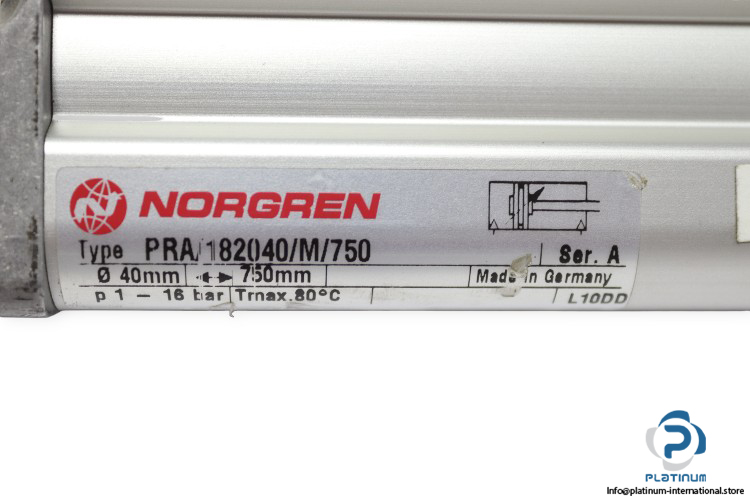 NORGREN
Type PRA/182040/M/750 Ser. A
Ø 40mm 750mm Made in Germany
p 1 - 16 bar Tmax.80°C L10DD
P
PLATINUM
Info@platinum-international.store